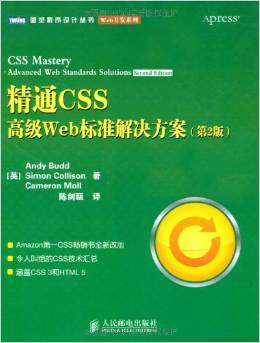 TURING 图灵程序设计丛书 Web开发系列
Apress®
CSS Mastery
Advanced Web Standards Solutions Second Edition
精通CSS
高级Web标准解决方案（第2版）
Andy Budd
[英] Simon Collison 著
Cameron Moll
陈剑瓯 译
Amazon第一CSS畅销书全新改版
令人叫绝的CSS技术汇总
涵盖CSS 3和HTML 5
人民邮电出版社
POSTS & TELECOM PRESS